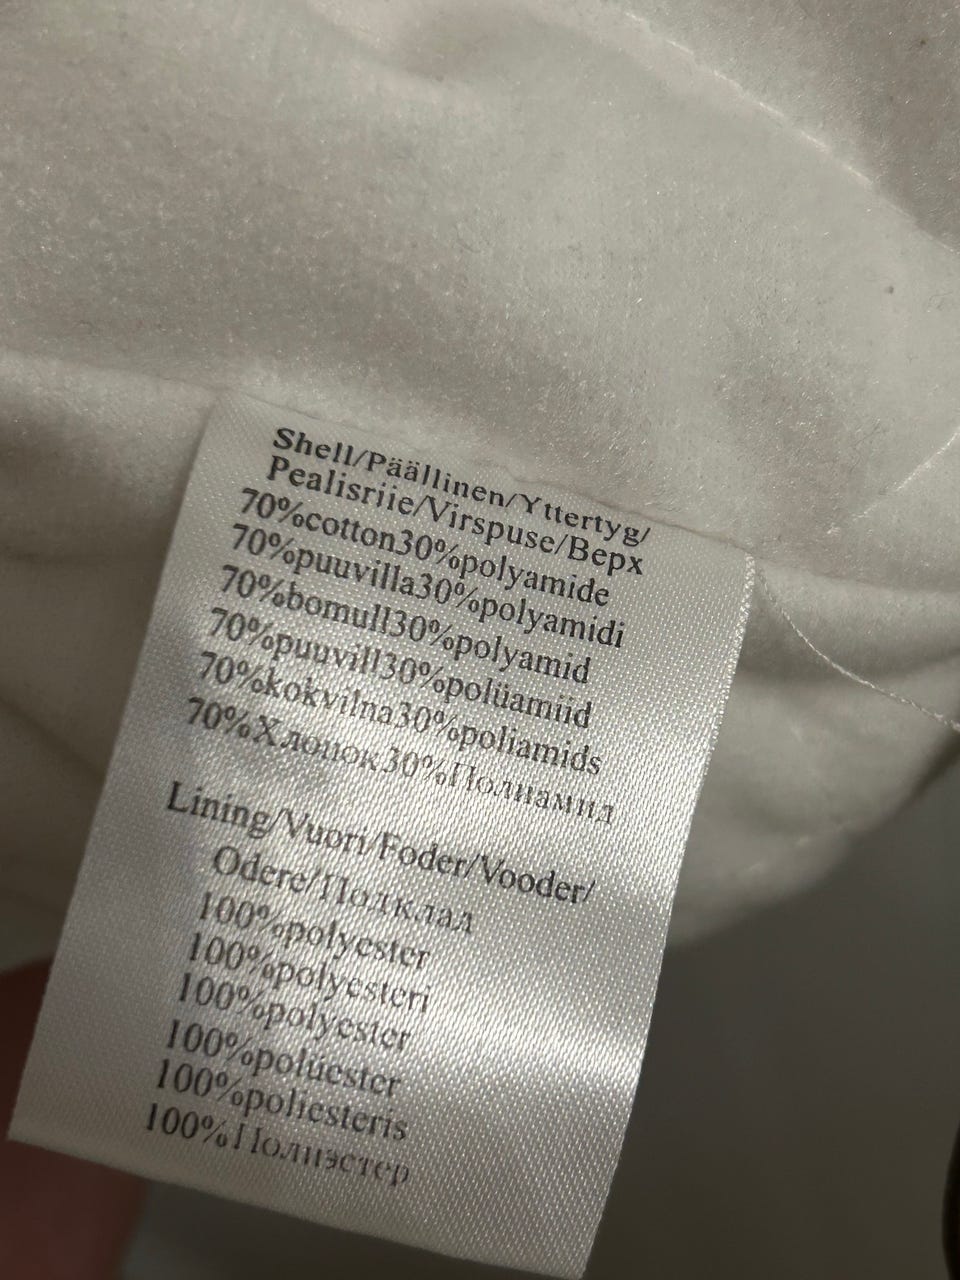 Shell/Päällinen/Yttertyg/
Pealisriie/Virspuse/Bepx
70%cotton30%polyamide
70%puuvilla30%polyamidi
70%bomull30%polyamid
70%puuvill30%polüamiid
70%kokvilna30%poliamids
70%Хлопок30%Полиамид
Lining/Vuori/Foder/Vooder/
Odere/Подклад
100%polyester
100%polyesteri
100%polyester
100%polüester
100%poliesteris
100%Полиэстер